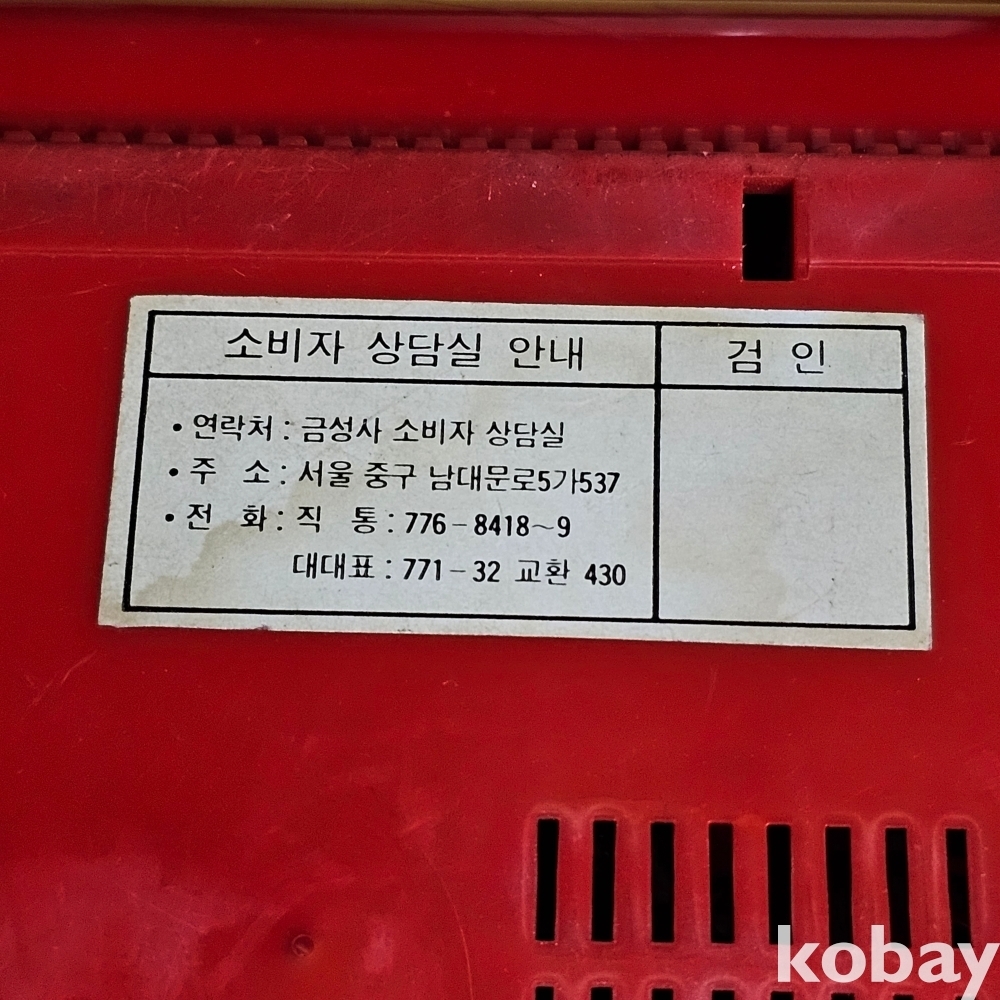 소비자 상담실 안내
검 인
• 연락처 : 금성사 소비자 상담실
• 주 소 : 서울 중구 남대문로5가537
• 전 화 : 직 통 : 776-8418~9
대대표 : 771-32 교환 430
kobay